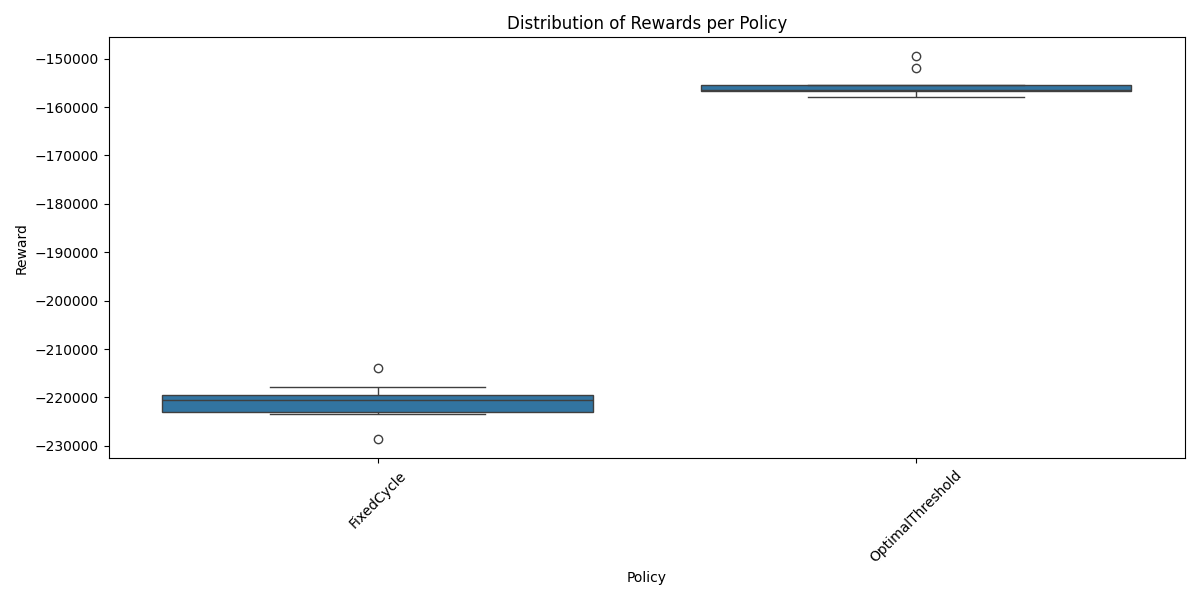 Distribution of Rewards per Policy
−150000
−160000
−170000
−180000
−190000
−200000
−210000
−220000
−230000
Reward
FixedCycle
OptimalThreshold
Policy